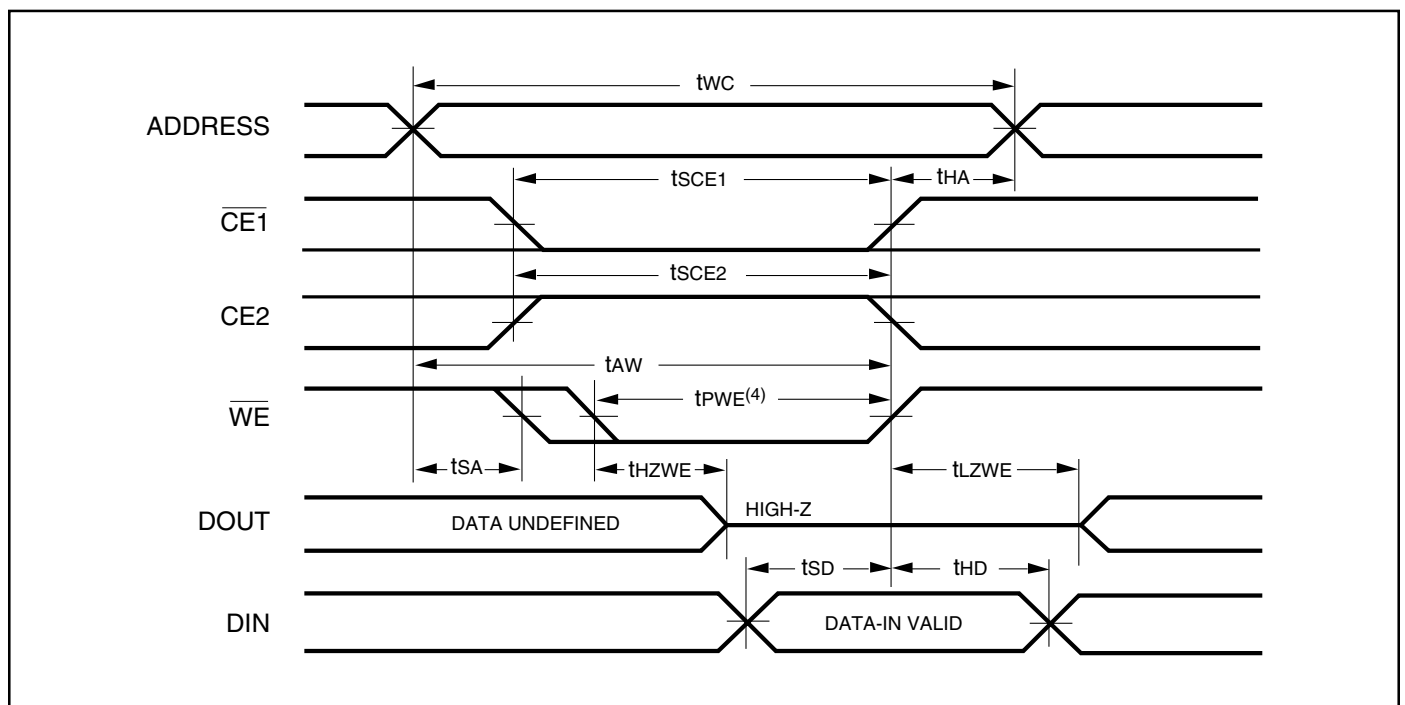 tWC
ADDRESS
tSCE1
tHA
CE1
tSCE2
CE2
tAW
tPWE(4)
WE
tSA
tHZWE
tLZWE
DOUT
DATA UNDEFINED
HIGH-Z
tSD
tHD
DIN
DATA-IN VALID